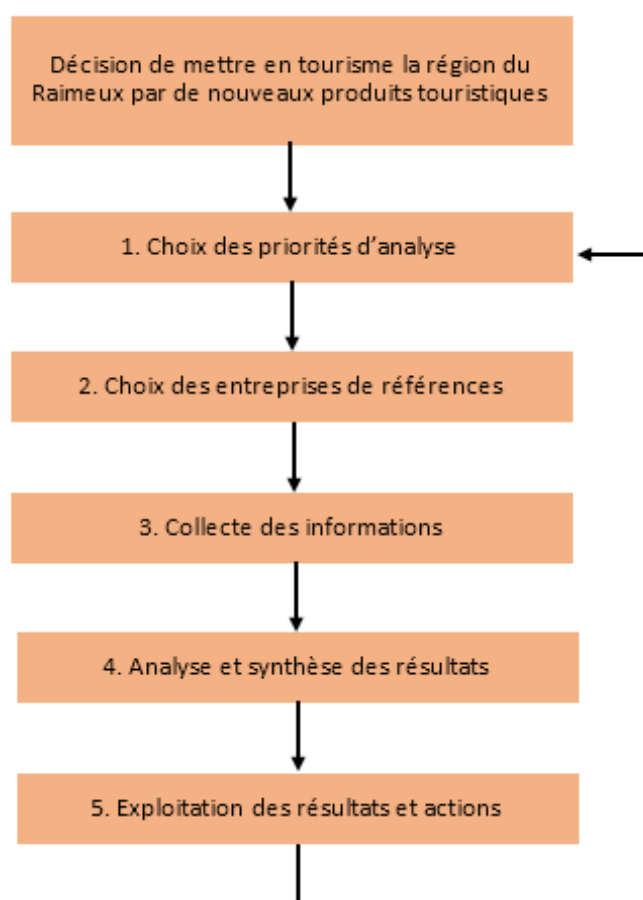 Décision de mettre en tourisme la région du
Raimeux par de nouveaux produits touristiques
1. Choix des priorités d’analyse
2. Choix des entreprises de références
3. Collecte des informations
4. Analyse et synthèse des résultats
5. Exploitation des résultats et actions